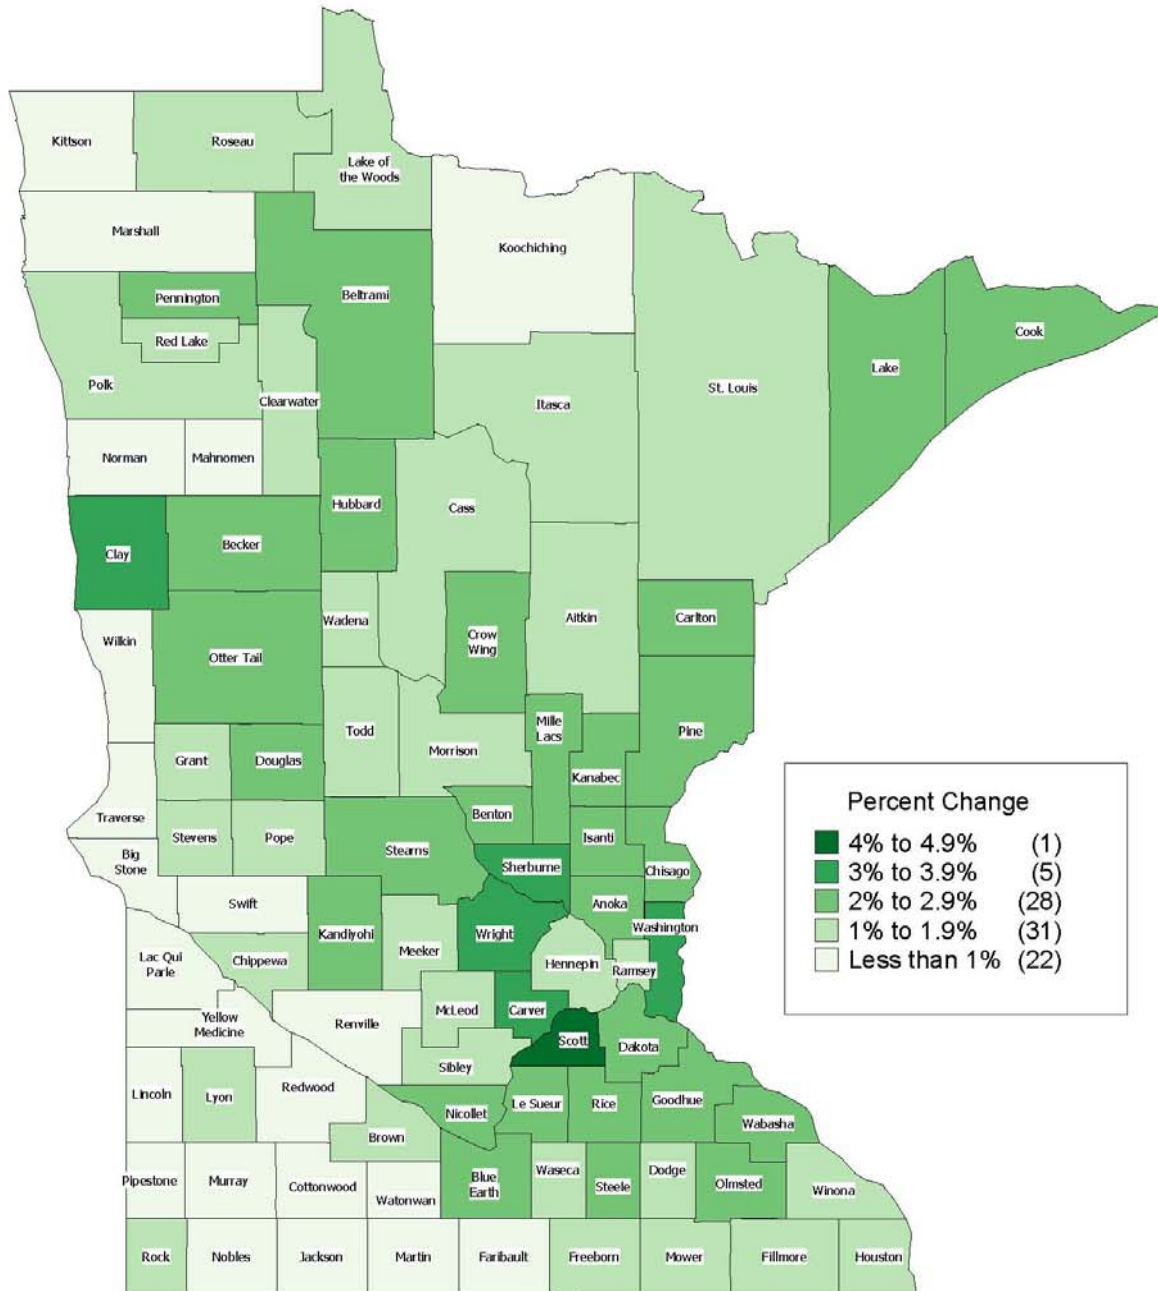 Kittson
Roseau
Lake of
the Woods
Marshall
Koochiching
Pennington
Beltrami
Red Lake
Cook
Lake
Polk
St. Louis
Clearwater
Itasca
Norman
Mahnomen
Hubbard
Cass
Clay
Becker
Wadena
Aitkin
Carlton
Wilkin
Crow
Wing
Otter Tail
Mille
Lacs
Todd
Pine
Morrison
Grant
Douglas
Kanabec
Traverse
Benton
Stevens
Pope
Isanti
Stearns
Big
Stone
Sherburne
Chisago
Swift
Anoka
Kandiyohi
Wright
Washington
Meeker
Lac Qui
Parle
Chippewa
Hennepin
Ramsey
McLeod
Carver
Yellow
Medicine
Renville
Scott
Dakota
Sibley
Lincoln
Lyon
Redwood
Nicollet
Le Sueur
Rice
Goodhue
Wabasha
Brown
Pipestone
Murray
Cottonwood
Watonwan
Blue
Earth
Waseca
Steele
Dodge
Olmsted
Winona
Rock
Nobles
Jackson
Martin
Faribault
Freeborn
Mower
Fillmore
Houston
Percent Change
4% to 4.9% (1)
3% to 3.9% (5)
2% to 2.9% (28)
1% to 1.9% (31)
Less than 1% (22)